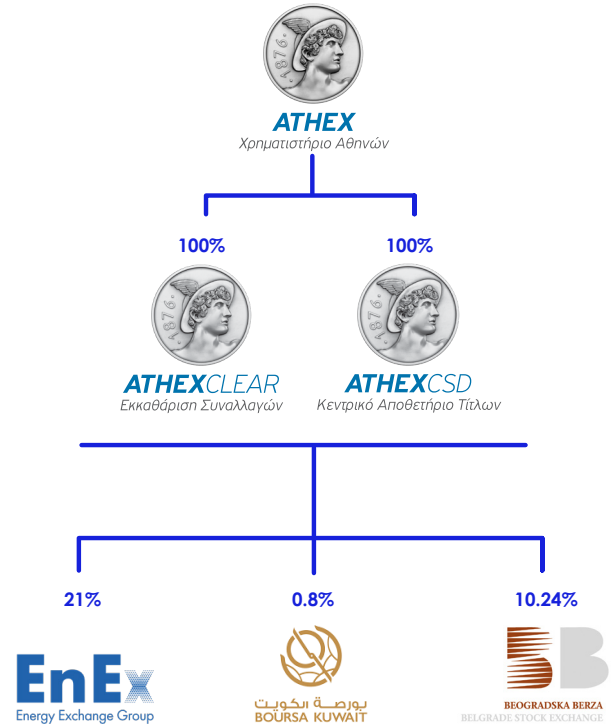 ·1876·
ATHEX
Χρηματιστήριο Αθηνών
100%
100%
·1876·
·1876·
ATHEXCLEAR
ATHEXCSD
Εκκαθάριση Συναλλαγών
Κεντρικό Αποθετήριο Τίτλων
21%
0.8%
10.24%
EnEx
Energy Exchange Group
بورصة الكويت
BOURSA KUWAIT
BEOGRADSKA BERZA
BELGRADE STOCK EXCHANGE